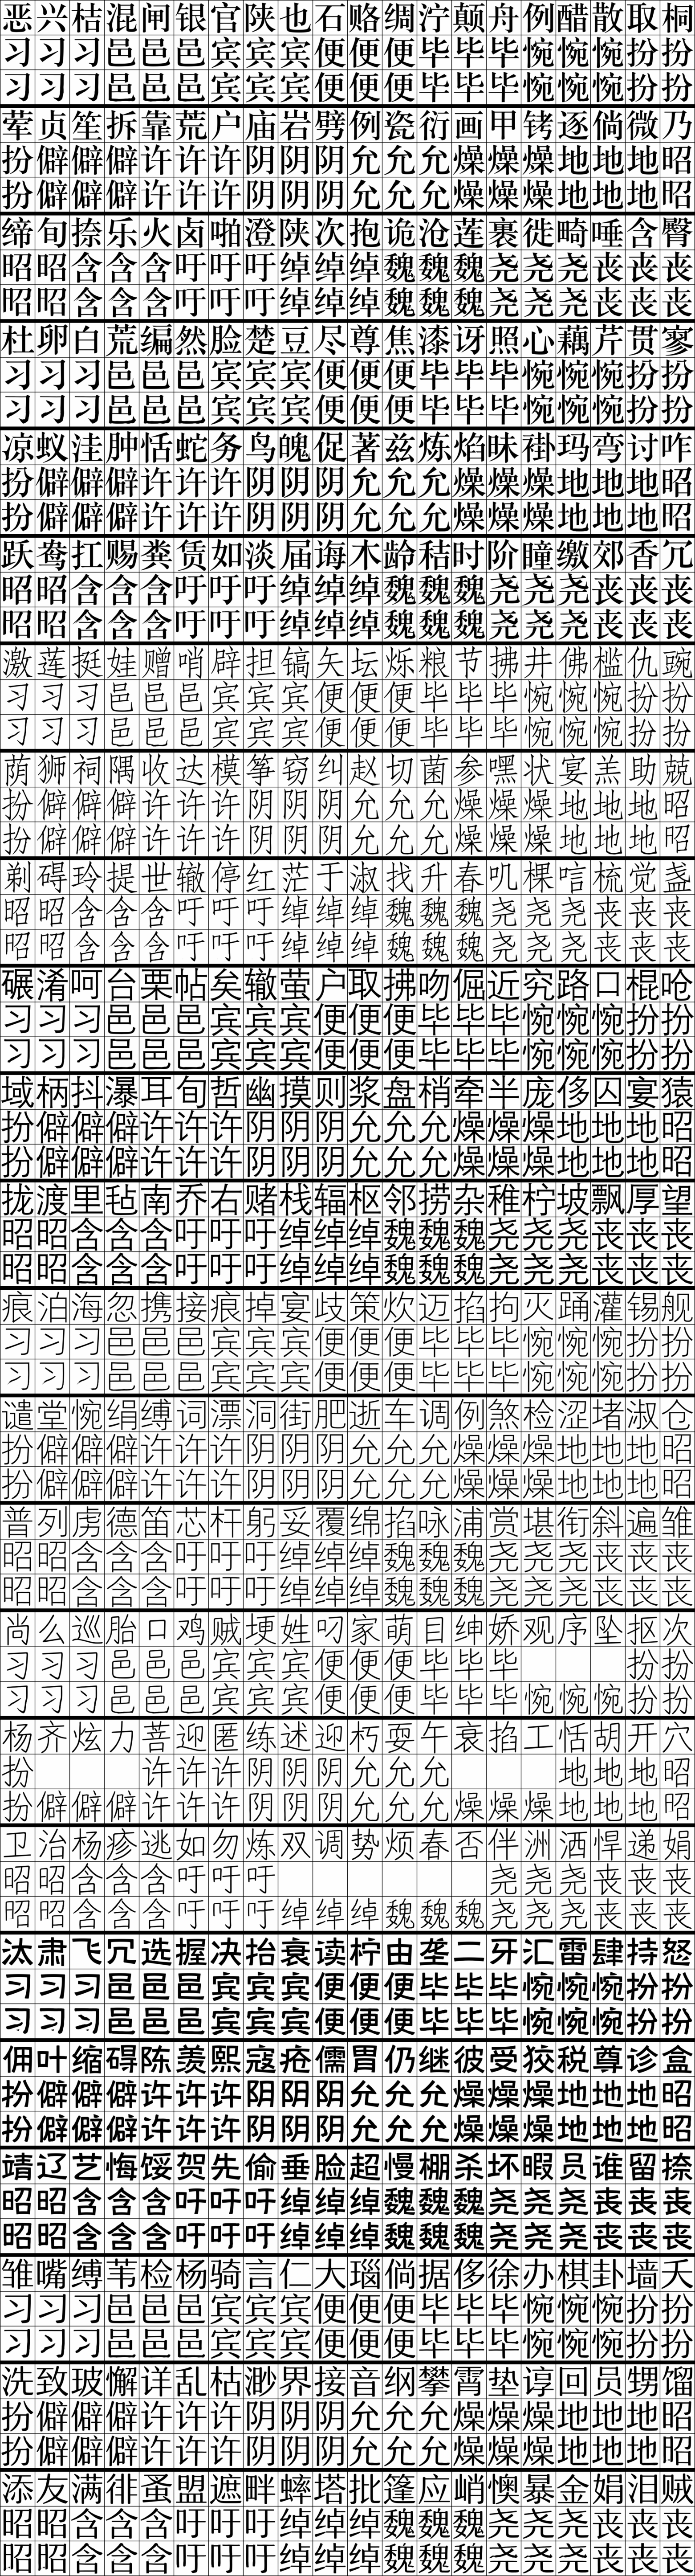 恶兴桔混闸银官陕也石赂绸泞颠舟例醋散取桐
习习习邑邑邑宾宾宾便便便毕毕毕惋惋惋扮扮
习习习邑邑邑宾宾宾便便便毕毕毕惋惋惋扮扮
荤贞笙拆靠荒户庙岩劈例瓷衍画甲铐逐倘微乃
扮僻僻僻许许许阴阴阴允允允燥燥燥地地地昭
扮僻僻僻许许许阴阴阴允允允燥燥燥地地地昭
缔旬捺乐火卤啪澄陕次抱诡沧莲裹徙畸唾含臀
昭昭含含含吁吁吁绰绰绰魏魏魏尧尧尧丧丧丧
昭昭含含含吁吁吁绰绰绰魏魏魏尧尧尧丧丧丧
杜卵白荒编然脸楚豆尽尊焦漆讶照心藕芹贯寥
习习习邑邑邑宾宾宾便便便毕毕毕惋惋惋扮扮
习习习邑邑邑宾宾宾便便便毕毕毕惋惋惋扮扮
凉蚁洼肿恬蛇务鸟魄促著兹炼焰昧褂玛弯讨咋
扮僻僻僻许许许阴阴阴允允允燥燥燥地地地昭
扮僻僻僻许许许阴阴阴允允允燥燥燥地地地昭
跃鸯扛赐粪赁如淡届诲木龄秸时阶瞳缴郊香冗
昭昭含含含吁吁吁绰绰绰魏魏魏尧尧尧丧丧丧
昭昭含含含吁吁吁绰绰绰魏魏魏尧尧尧丧丧丧
激莲挺娃赠哨辟担镐矢坛烁粮节拂井佛槛仇豌
习习习邑邑邑宾宾宾便便便毕毕毕惋惋惋扮扮
习习习邑邑邑宾宾宾便便便毕毕毕惋惋惋扮扮
荫狮祠隅收达模筝窃纠赵切菌参嘿状宴羔助兢
扮僻僻僻许许许阴阴阴允允允燥燥燥地地地昭
扮僻僻僻许许许阴阴阴允允允燥燥燥地地地昭
剃碍玲提世辙停红茫于淑找升春叽棵唁梳觉盏
昭昭含含含吁吁吁绰绰绰魏魏魏尧尧尧丧丧丧
昭昭含含含吁吁吁绰绰绰魏魏魏尧尧尧丧丧丧
碾淆呵台栗帖矣辙萤户取拂吻倔近究路口棍呛
习习习邑邑邑宾宾宾便便便毕毕毕惋惋惋扮扮
习习习邑邑邑宾宾宾便便便毕毕毕惋惋惋扮扮
域柄抖瀑耳旬哲幽摸则浆盘梢牵半庞侈囚宴猿
扮僻僻僻许许许阴阴阴允允允燥燥燥地地地昭
扮僻僻僻许许许阴阴阴允允允燥燥燥地地地昭
拢渡里毡南乔右赌栈辐枢邻捞杂稚柠坡飘厚望
昭昭含含含吁吁吁绰绰绰魏魏魏尧尧尧丧丧丧
昭昭含含含吁吁吁绰绰绰魏魏魏尧尧尧丧丧丧
痕泊海忽携接痕掉宴歧策炊迈掐拘灭踊灌锡舰
习习习邑邑邑宾宾宾便便便毕毕毕惋惋惋扮扮
习习习邑邑邑宾宾宾便便便毕毕毕惋惋惋扮扮
谴堂惋绢缚词漂洞街肥逝车调例煞检涩堵淑仓
扮僻僻僻许许许阴阴阴允允允燥燥燥地地地昭
扮僻僻僻许许许阴阴阴允允允燥燥燥地地地昭
普列虏德笛芯杆躬妥覆绵掐咏浦赏堪衔斜遍雏
昭昭含含含吁吁吁绰绰绰魏魏魏尧尧尧丧丧丧
昭昭含含含吁吁吁绰绰绰魏魏魏尧尧尧丧丧丧
尚么巡胎口鸡贼埂姓叨家萌目绅娇观序坠抠次
习习习邑邑邑宾宾宾便便便毕毕毕扮扮
习习习邑邑邑宾宾宾便便便毕毕毕惋惋惋扮扮
杨齐炫力菩迎匿练述迎朽耍午衰掐工恬胡开穴
扮许许许阴阴阴允允允地地地昭
扮僻僻僻许许许阴阴阴允允允燥燥燥地地地昭
卫治杨疹逃如勿炼双调势烦春否伴洲洒悍递娟
昭昭含含含吁吁吁尧尧尧丧丧丧
昭昭含含含吁吁吁绰绰绰魏魏魏尧尧尧丧丧丧
汰肃飞冗选握决抬衰读柠由垄二牙汇雷肆持怒
习习习邑邑邑宾宾宾便便便毕毕毕惋惋惋扮扮
习习习邑邑邑宾宾宾便便便毕毕毕惋惋惋扮扮
佣叶缩碍陈羡熙寇疮儒胃仍继彼受狡税尊诊盒
扮僻僻僻许许许阴阴阴允允允燥燥燥地地地昭
扮僻僻僻许许许阴阴阴允允允燥燥燥地地地昭
靖辽艺悔馁贺先偷垂脸超慢棚杀坏暇员谁留捺
昭昭含含含吁吁吁绰绰绰魏魏魏尧尧尧丧丧丧
昭昭含含含吁吁吁绰绰绰魏魏魏尧尧尧丧丧丧
雏嘴缚苇检杨骑言仁大瑙倘据侈徐办棋卦墙夭
习习习邑邑邑宾宾宾便便便毕毕毕惋惋惋扮扮
习习习邑邑邑宾宾宾便便便毕毕毕惋惋惋扮扮
洗致玻懈详乱枯渺界接音纲攀霄垫谆回员甥馏
扮僻僻僻许许许阴阴阴允允允燥燥燥地地地昭
扮僻僻僻许许许阴阴阴允允允燥燥燥地地地昭
添友满徘蚤盟遮畔蟀塔批篷应峭懊暴金娟泪贼
昭昭含含含吁吁吁绰绰绰魏魏魏尧尧尧丧丧丧
昭昭含含含吁吁吁绰绰绰魏魏魏尧尧尧丧丧丧